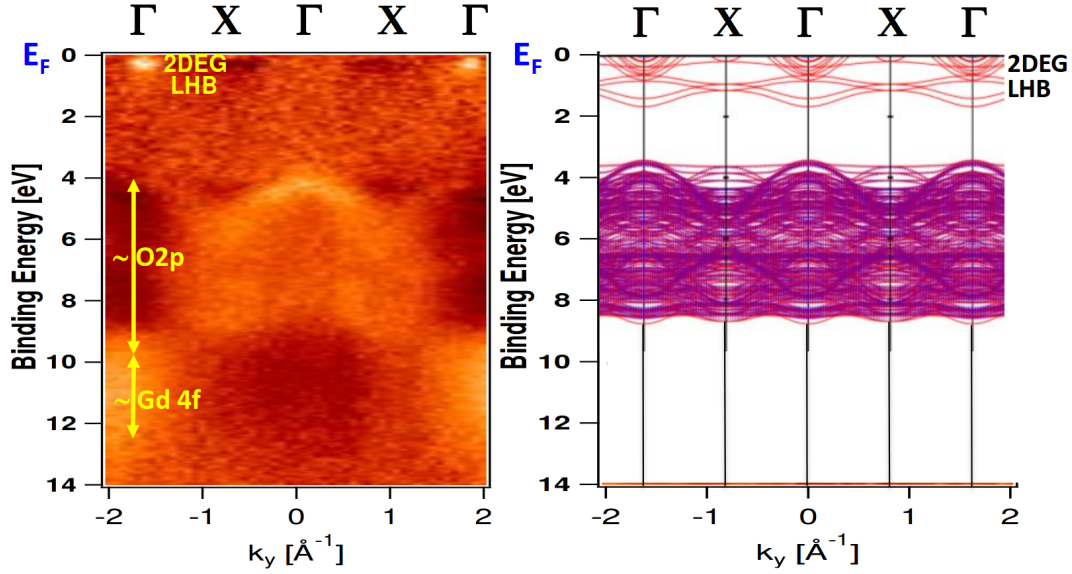 Γ X Γ X Γ
E_F
0
2
4
6
8
10
12
14
Binding Energy [eV]
2DEG
LHB
~ O2p
~ Gd 4f
-2 -1 0 1 2
k_y [Å⁻¹]
Γ X Γ X Γ
E_F
0
2
4
6
8
10
12
14
Binding Energy [eV]
2DEG
LHB
-2 -1 0 1 2
k_y [Å⁻¹]